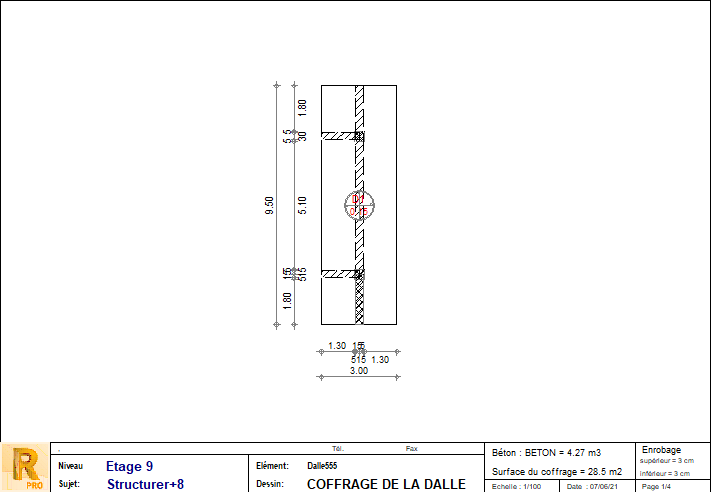 1.80
5 5
30
9.50
5.10
0.15
515
1.80
1.30 15 5
515 1.30
3.00
.
Tél.
Fax
Niveau
Etage 9
Elément:
Dalle555
Sujet:
Structurer+8
Dessin:
COFFRAGE DE LA DALLE
Béton : BETON = 4.27 m3
Surface du coffrage = 28.5 m2
Enrobage
supérieur = 3 cm
inférieur = 3 cm
Echelle : 1/100
Date : 07/06/21
Page 1/4
R
PRO